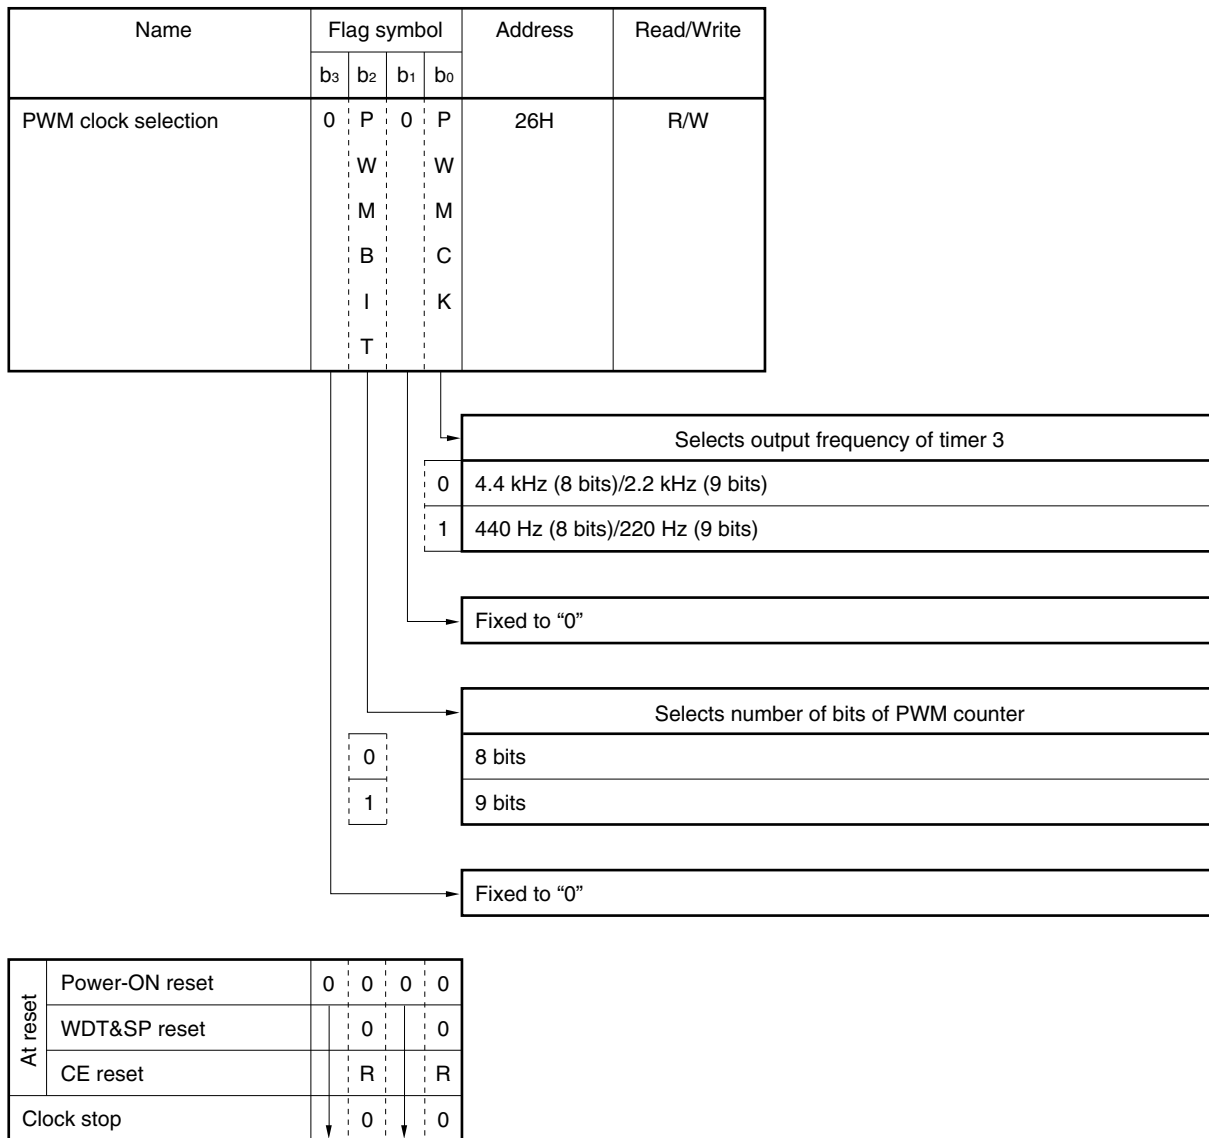 Name Flag symbol Address Read/Write
b3 b2 b1 b0
PWM clock selection 0 P 0 P 26H R/W
W W
M M
B C
I K
T
Selects output frequency of timer 3
0 4.4 kHz (8 bits)/2.2 kHz (9 bits)
1 440 Hz (8 bits)/220 Hz (9 bits)
Fixed to “0”
Selects number of bits of PWM counter
0 8 bits
1 9 bits
Fixed to “0”
At reset
Power-ON reset 0 0 0 0
WDT&SP reset 0 0
CE reset R R
Clock stop 0 0